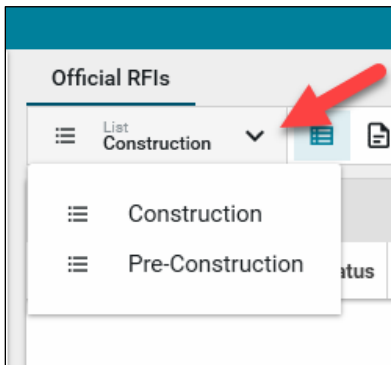 Official RFIs
List
Construction
Construction
Pre-Construction
atus